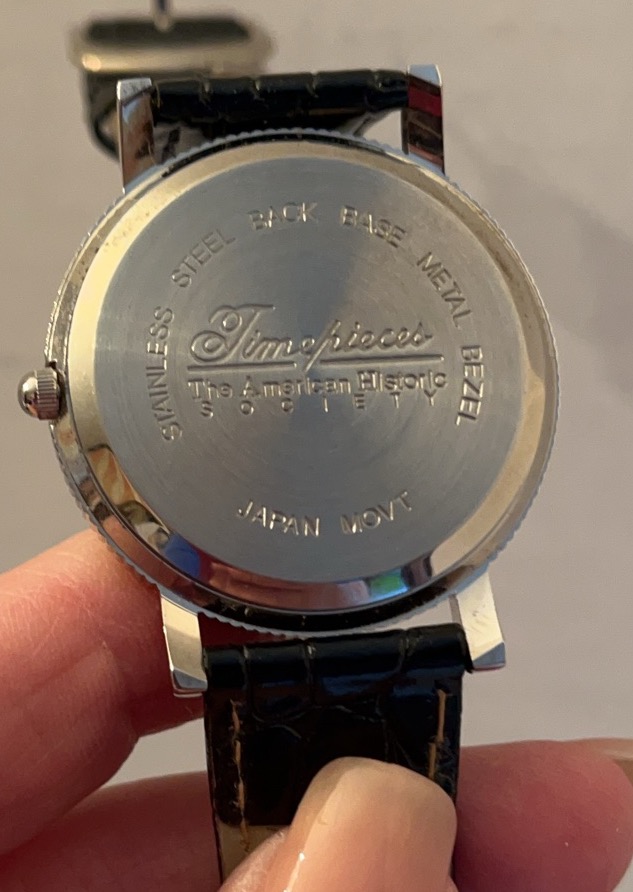 STAINLESS STEEL BACK BASE METAL BEZEL
Timepieces
The American Historic
SOCIETY
JAPAN MOVT